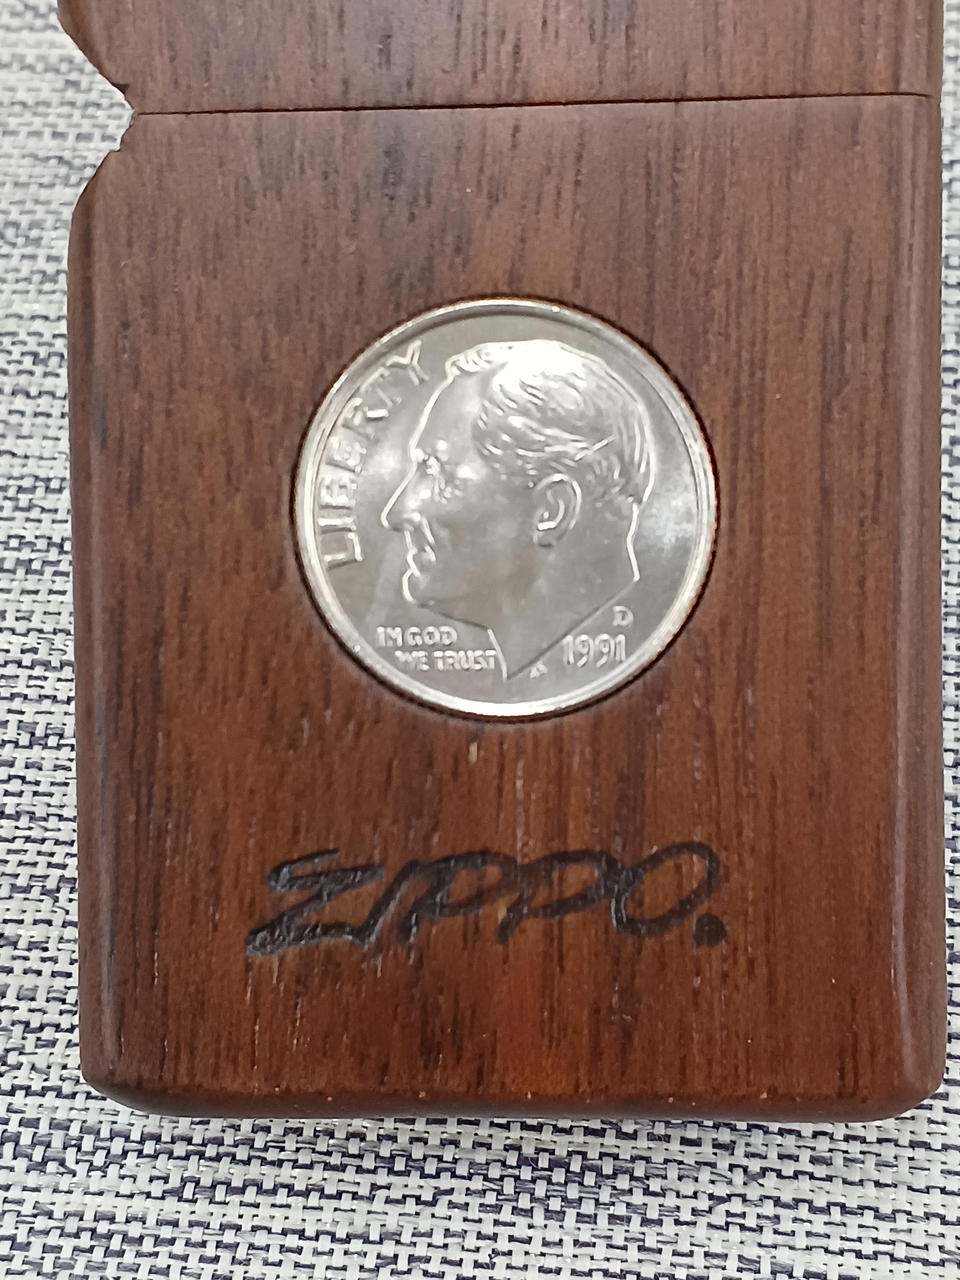 LIBERTY
IN GOD
WE TRUST
D
1991
ZIPPO.